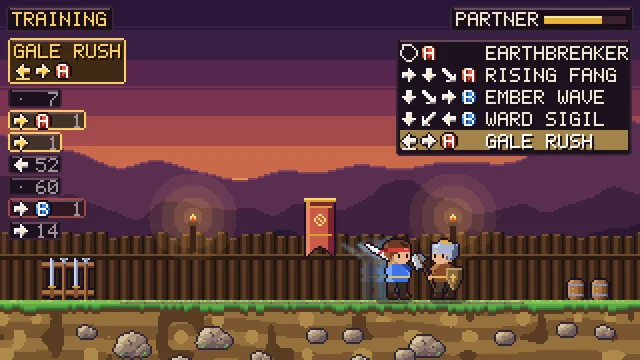 TRAINING
PARTNER
GALE RUSH
← → A
A EARTHBREAKER
→ ↓ ↘ A RISING FANG
↓ ↘ → B EMBER WAVE
↓ ↙ ← B WARD SIGIL
← → A GALE RUSH
· 7
→ A 1
→ 1
← 52
· 60
→ B 1
→ 14